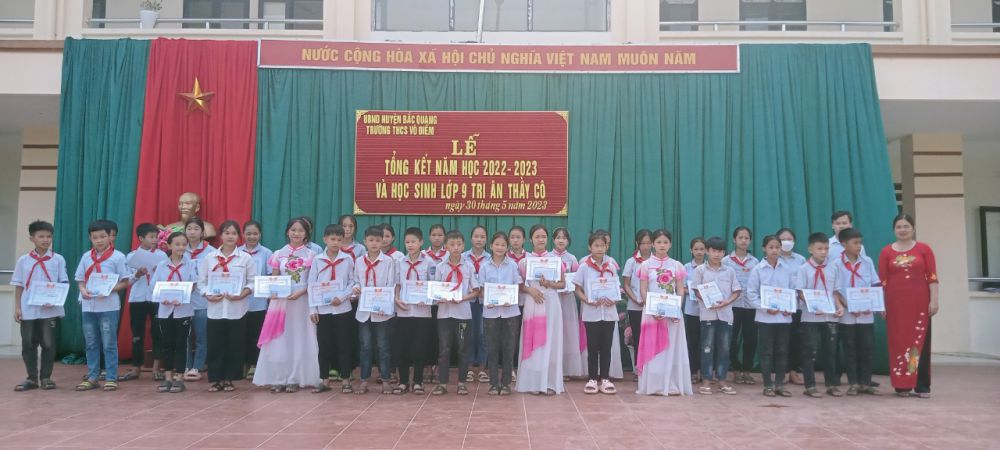 NƯỚC CỘNG HÒA XÃ HỘI CHỦ NGHĨA VIỆT NAM MUÔN NĂM
UBND HUYỆN BẮC QUANG
TRƯỜNG THCS VÔ ĐIẾM
LỄ
TỔNG KẾT NĂM HỌC 2022- 2023
VÀ HỌC SINH LỚP 9 TRI ÂN THẦY CÔ
ngày 30 tháng 5 năm 2023